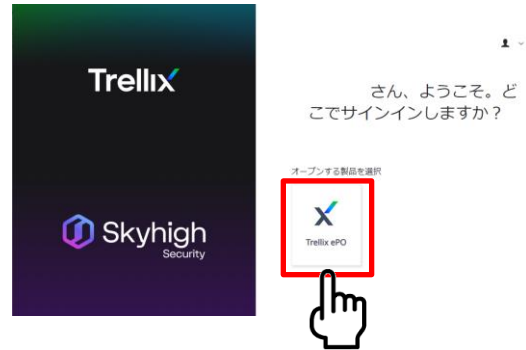 Trellix
Skyhigh
Security
さん、ようこそ。ど
こでサインインしますか？
オープンする製品を選択
Trellix ePO